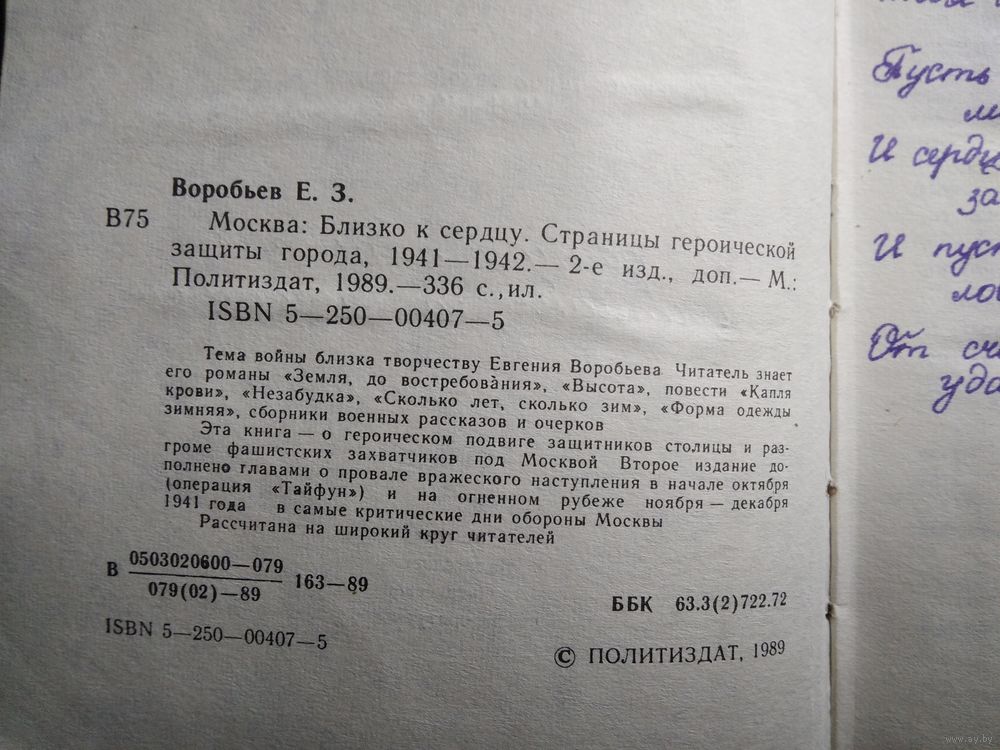 Воробьев Е. З.
В75 Москва: Близко к сердцу. Страницы героической
защиты города, 1941—1942.— 2-е изд., доп.— М.:
Политиздат, 1989.—336 с., ил.
ISBN 5—250—00407—5
Тема войны близка творчеству Евгения Воробьева Читатель знает
его романы «Земля, до востребования», «Высота», повести «Капля
крови», «Незабудка», «Сколько лет, сколько зим», «Форма одежды
зимняя», сборники военных рассказов и очерков
Эта книга — о героическом подвиге защитников столицы и раз-
громе фашистских захватчиков под Москвой Второе издание до-
полнено главами о провале вражеского наступления в начале октября
(операция «Тайфун») и на огненном рубеже ноября — декабря
1941 года в самые критические дни обороны Москвы
Рассчитана на широкий круг читателей
В 0503020600—079
079(02)—89
163—89
ББК 63.3(2)722.72
ISBN 5—250—00407—5
© ПОЛИТИЗДАТ, 1989
Пусть
И
за
И
От
www.ay.by